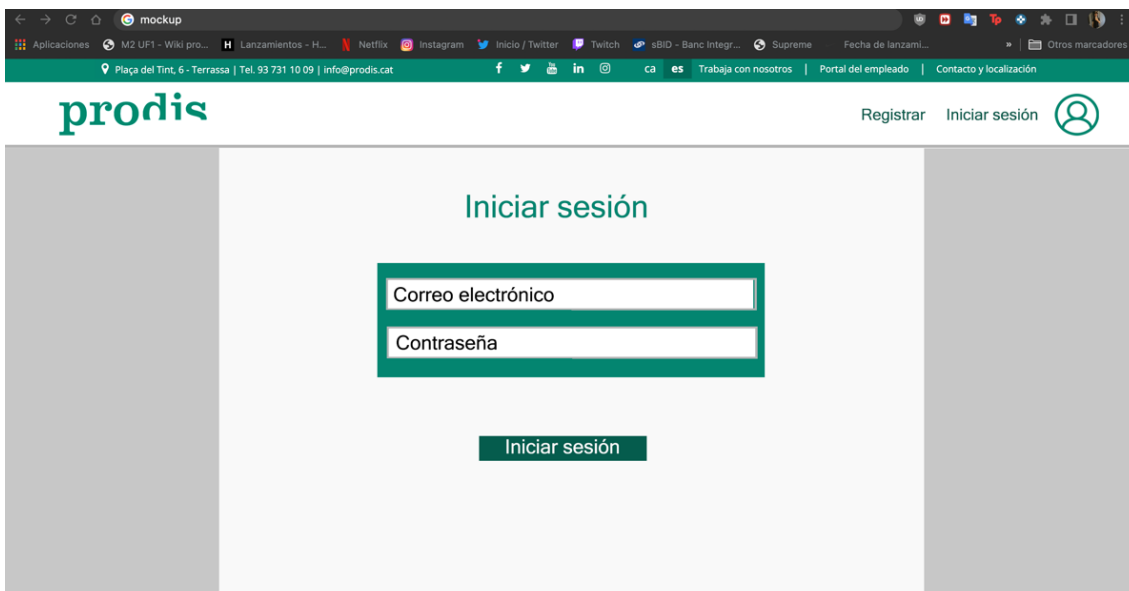 mockup
Aplicaciones M2 UF1 - Wiki pro... H Lanzamientos - H... Netflix Instagram Inicio / Twitter Twitch sBID - Banc Integr... Supreme Fecha de lanzami... » Otros marcadores
Plaça del Tint, 6 - Terrassa | Tel. 93 731 10 09 | info@prodis.cat ca es Trabaja con nosotros | Portal del empleado | Contacto y localización
prodis Registrar Iniciar sesión
Iniciar sesión
Correo electrónico
Contraseña
Iniciar sesión